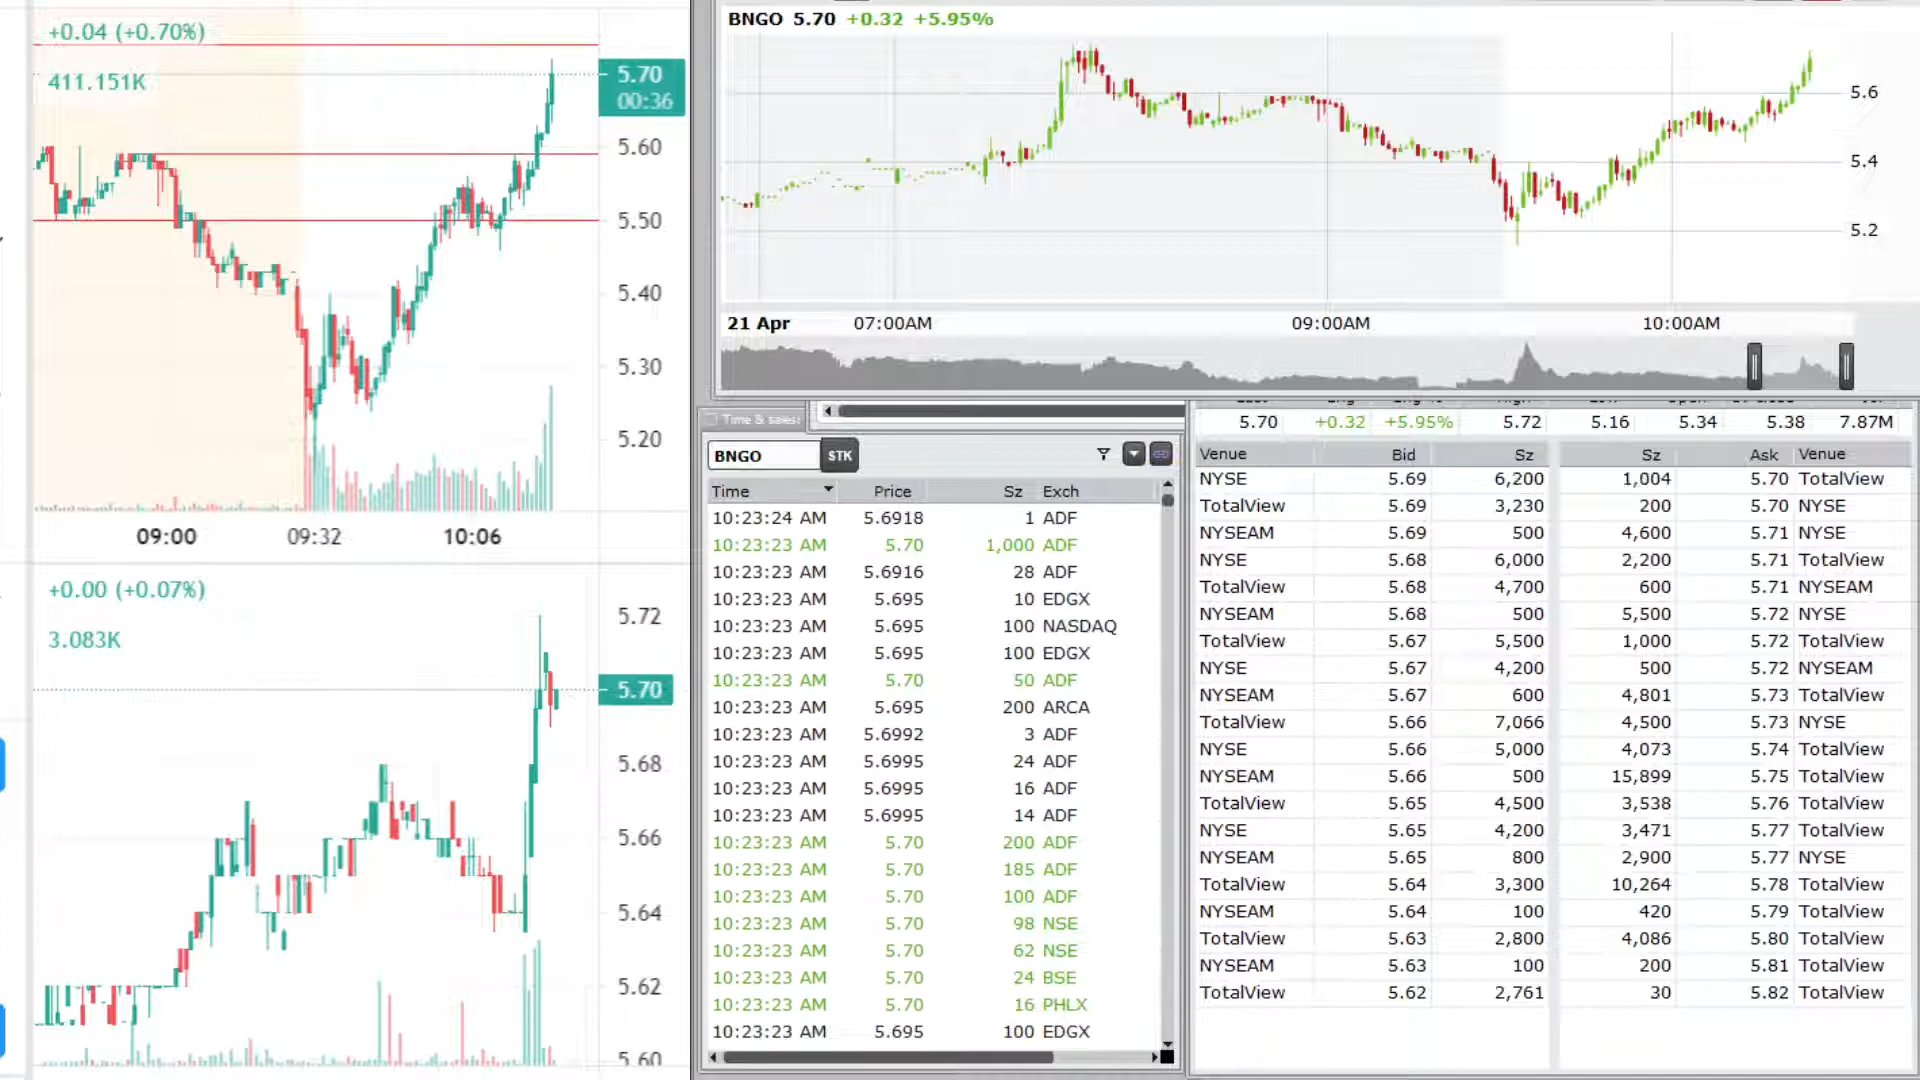 +0.04 (+0.70%)
411.151K
5.70
00:36
5.60
5.50
5.40
5.30
5.20
09:00 09:32 10:06
+0.00 (+0.07%)
3.083K
5.72
5.70
5.68
5.66
5.64
5.62
5.60
BNGO 5.70 +0.32 +5.95%
5.6
5.4
5.2
21 Apr 07:00AM 09:00AM 10:00AM
Time & sales
BNGO STK
Time Price Sz Exch
10:23:24 AM 5.6918 1 ADF
10:23:23 AM 5.70 1,000 ADF
10:23:23 AM 5.6916 28 ADF
10:23:23 AM 5.695 10 EDGX
10:23:23 AM 5.695 100 NASDAQ
10:23:23 AM 5.695 100 EDGX
10:23:23 AM 5.70 50 ADF
10:23:23 AM 5.695 200 ARCA
10:23:23 AM 5.6992 3 ADF
10:23:23 AM 5.6995 24 ADF
10:23:23 AM 5.6995 16 ADF
10:23:23 AM 5.6995 14 ADF
10:23:23 AM 5.70 200 ADF
10:23:23 AM 5.70 185 ADF
10:23:23 AM 5.70 100 ADF
10:23:23 AM 5.70 98 NSE
10:23:23 AM 5.70 62 NSE
10:23:23 AM 5.70 24 BSE
10:23:23 AM 5.70 16 PHLX
10:23:23 AM 5.695 100 EDGX
5.70 +0.32 +5.95% 5.72 5.16 5.34 5.38 7.87M
Venue Bid Sz Sz Ask Venue
NYSE 5.69 6,200 1,004 5.70 TotalView
TotalView 5.69 3,230 200 5.70 NYSE
NYSEAM 5.69 500 4,600 5.71 NYSE
NYSE 5.68 6,000 2,200 5.71 TotalView
TotalView 5.68 4,700 600 5.71 NYSEAM
NYSEAM 5.68 500 5,500 5.72 NYSE
TotalView 5.67 5,500 1,000 5.72 TotalView
NYSE 5.67 4,200 500 5.72 NYSEAM
NYSEAM 5.67 600 4,801 5.73 TotalView
TotalView 5.66 7,066 4,500 5.73 NYSE
NYSE 5.66 5,000 4,073 5.74 TotalView
NYSEAM 5.66 500 15,899 5.75 TotalView
TotalView 5.65 4,500 3,538 5.76 TotalView
NYSE 5.65 4,200 3,471 5.77 TotalView
NYSEAM 5.65 800 2,900 5.77 NYSE
TotalView 5.64 3,300 10,264 5.78 TotalView
NYSEAM 5.64 100 420 5.79 TotalView
TotalView 5.63 2,800 4,086 5.80 TotalView
NYSEAM 5.63 100 200 5.81 TotalView
TotalView 5.62 2,761 30 5.82 TotalView